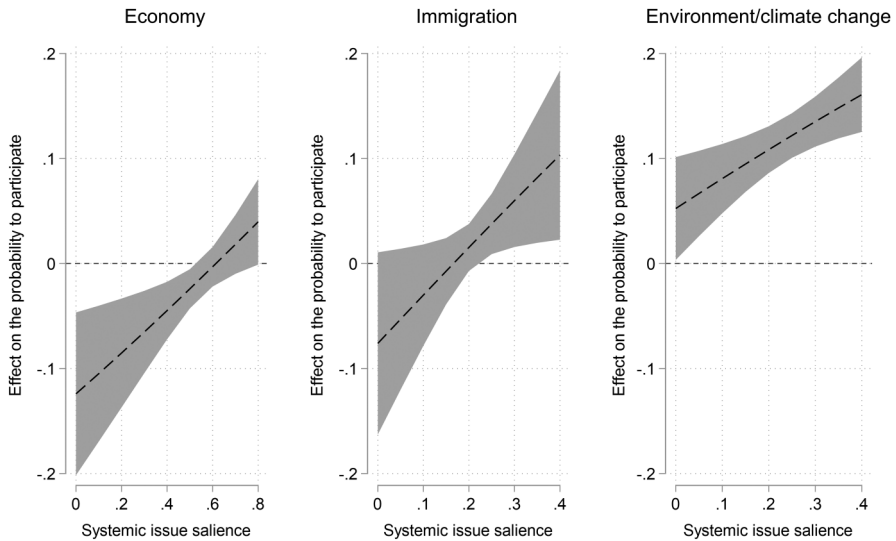 Economy
Effect on the probability to participate
.2
.1
0
-.1
-.2
0 .2 .4 .6 .8
Systemic issue salience
Immigration
Effect on the probability to participate
.2
.1
0
-.1
-.2
0 .1 .2 .3 .4
Systemic issue salience
Environment/climate change
Effect on the probability to participate
.2
.1
0
-.1
-.2
0 .1 .2 .3 .4
Systemic issue salience